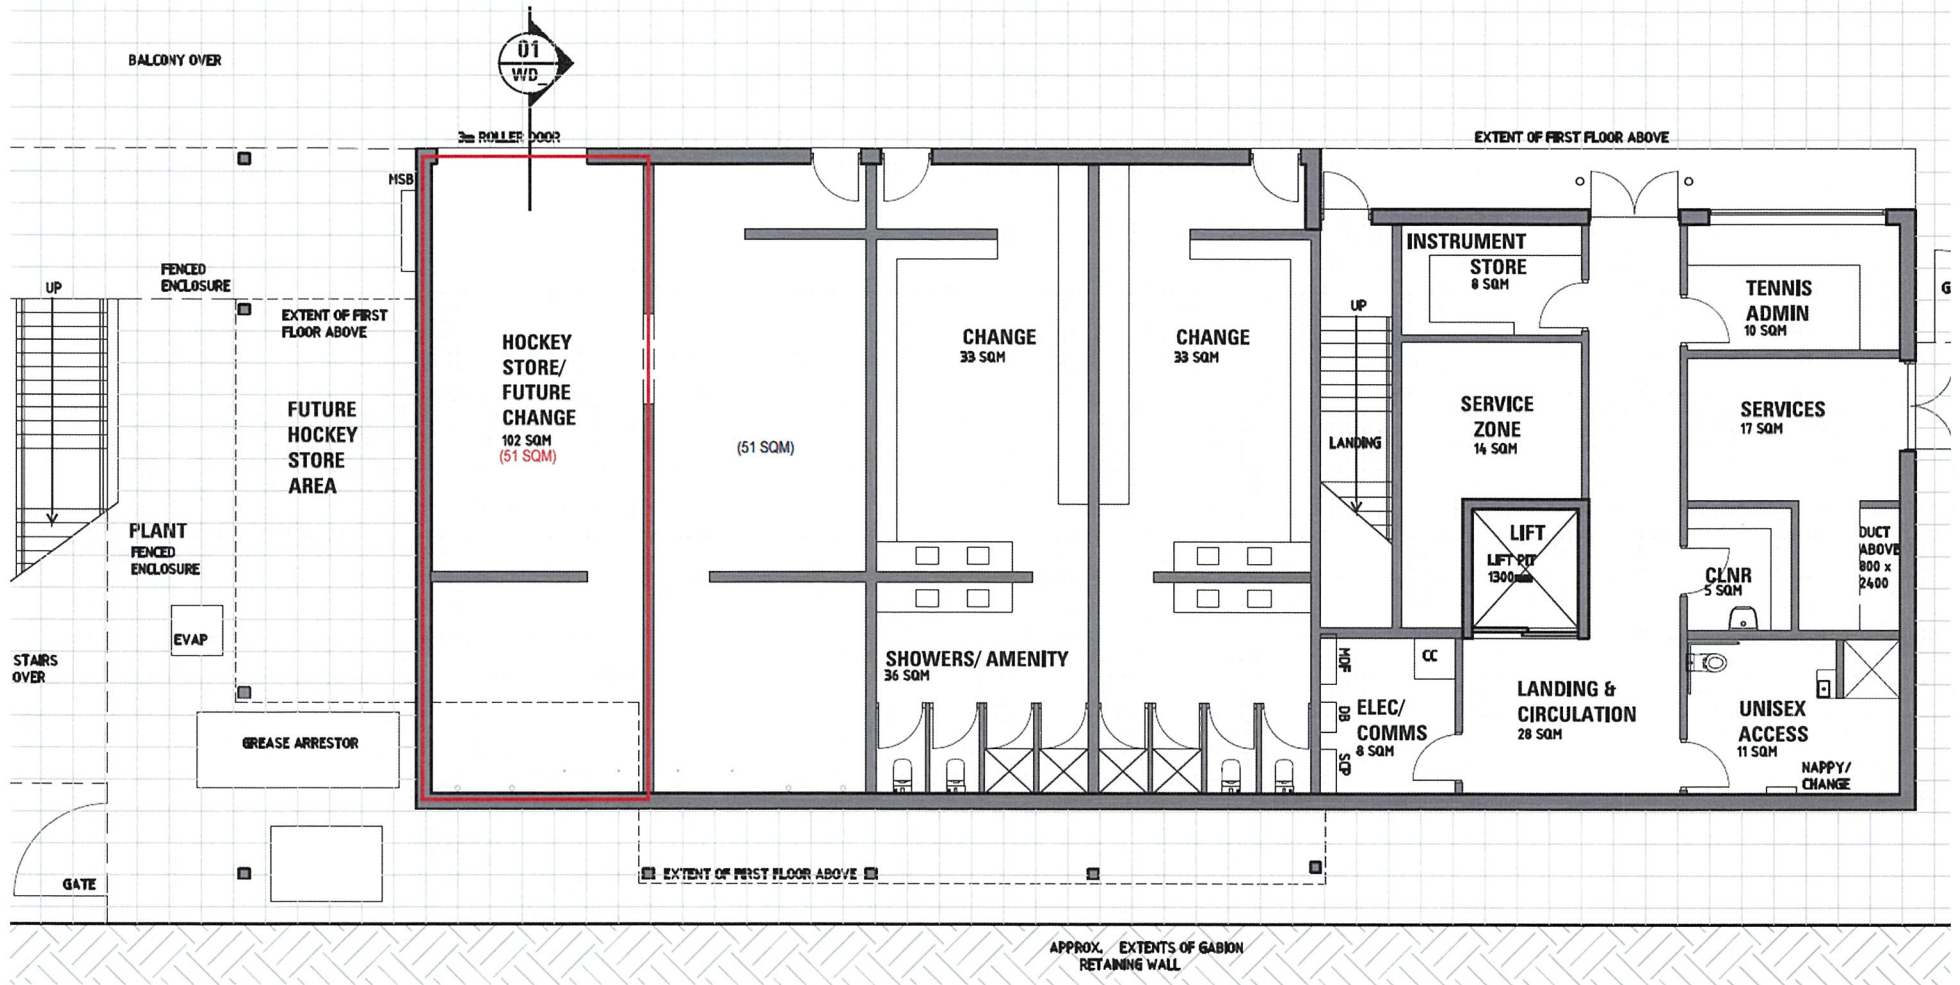 BALCONY OVER
01
WD_
3m ROLLER DOOR
EXTENT OF FIRST FLOOR ABOVE
MSB
FENCED
ENCLOSURE
UP
EXTENT OF FIRST
FLOOR ABOVE
FUTURE
HOCKEY
STORE
AREA
PLANT
FENCED
ENCLOSURE
EVAP
STAIRS
OVER
GREASE ARRESTOR
GATE
HOCKEY
STORE/
FUTURE
CHANGE
102 SQM
(51 SQM)
(51 SQM)
CHANGE
33 SQM
CHANGE
33 SQM
SHOWERS/ AMENITY
36 SQM
UP
LANDING
INSTRUMENT
STORE
8 SQM
SERVICE
ZONE
14 SQM
LIFT
LIFT PIT
1300mm
TENNIS
ADMIN
10 SQM
G
SERVICES
17 SQM
DUCT
ABOVE
800 x
2400
CLNR
5 SQM
MDF
DB
SCP
CC
ELEC/
COMMS
8 SQM
LANDING &
CIRCULATION
28 SQM
UNISEX
ACCESS
11 SQM
NAPPY/
CHANGE
EXTENT OF FIRST FLOOR ABOVE
APPROX. EXTENTS OF GABION
RETAINING WALL